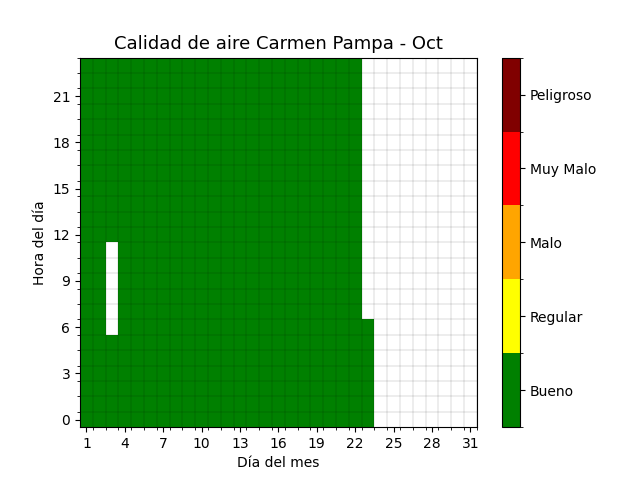 Calidad de aire Carmen Pampa - Oct
Hora del día
21
18
15
12
9
6
3
0
1 4 7 10 13 16 19 22 25 28 31
Día del mes
Peligroso
Muy Malo
Malo
Regular
Bueno